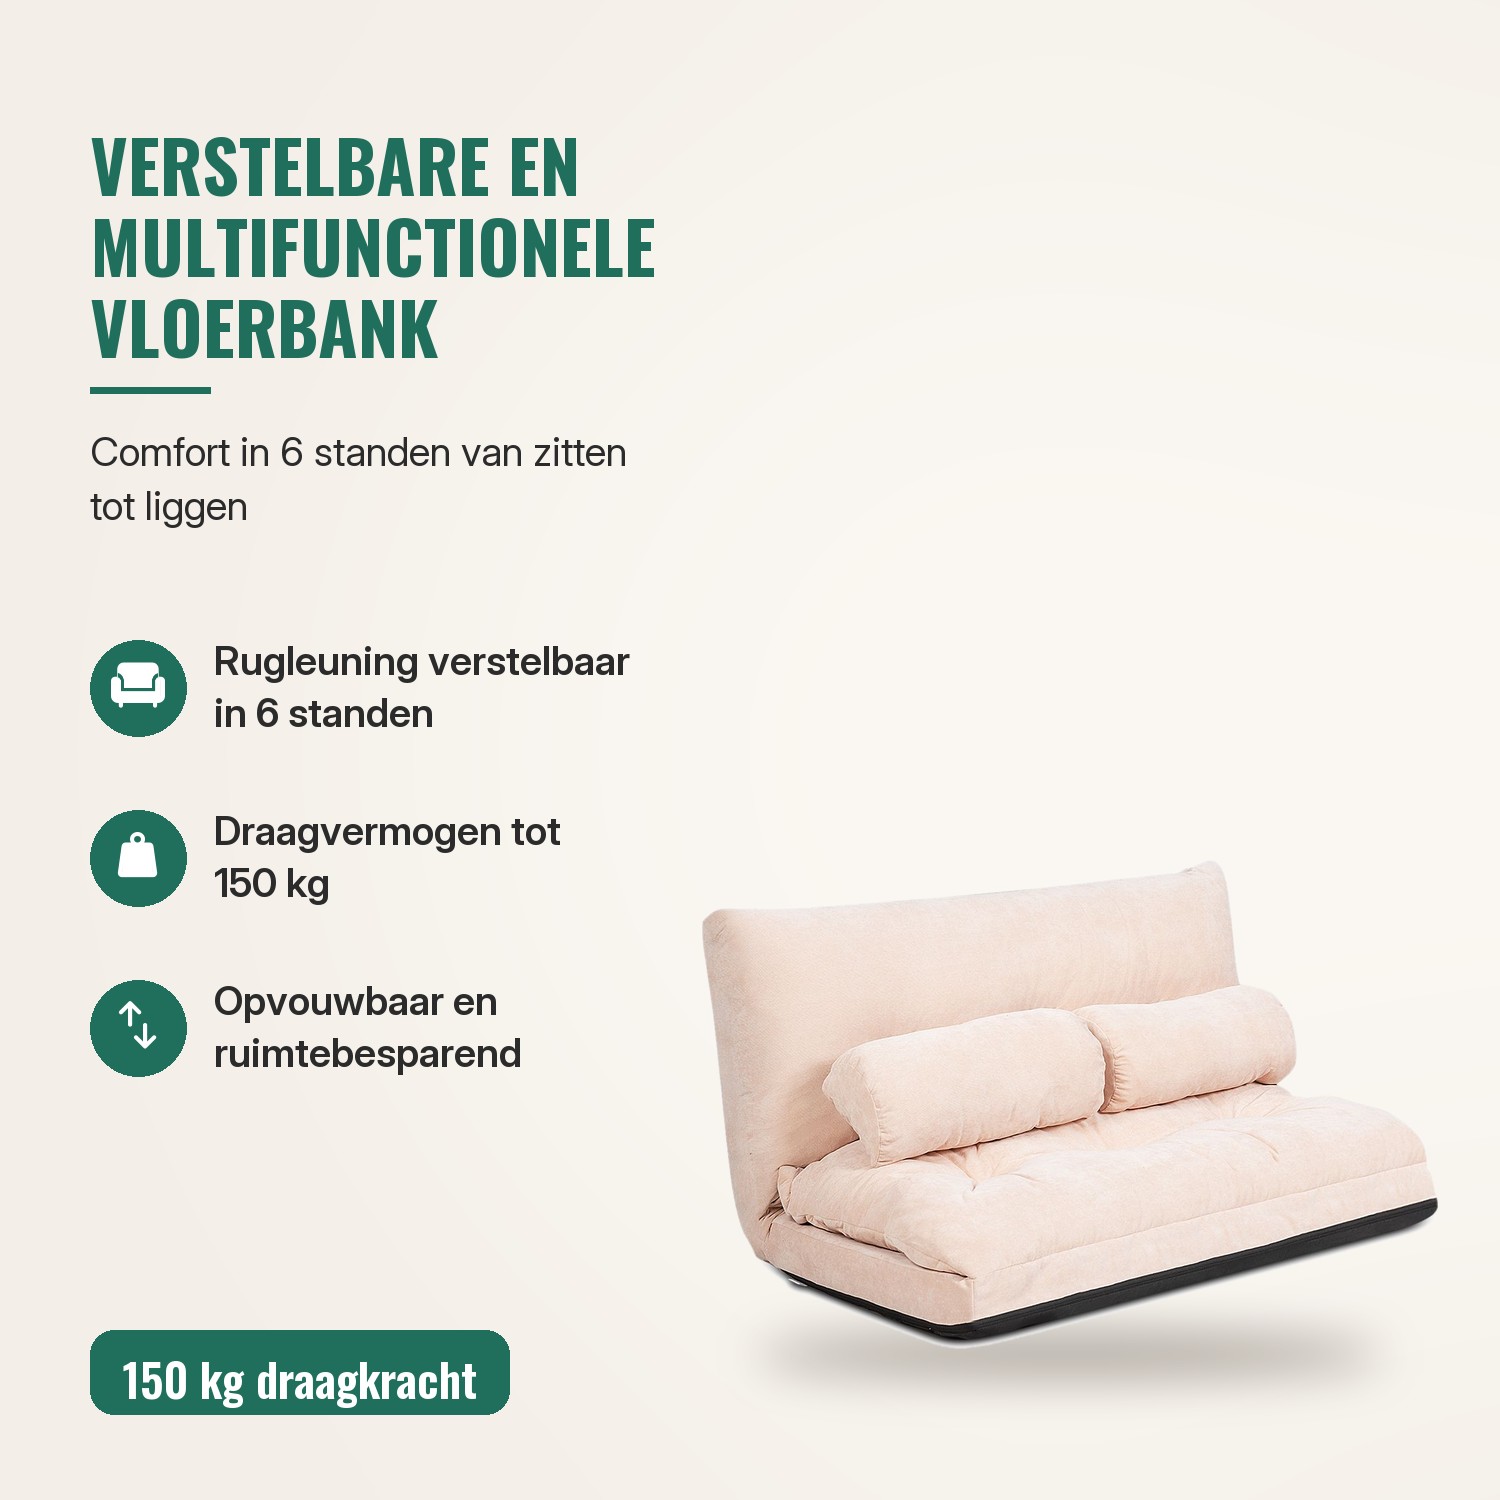 VERSTELBARE EN
MULTIFUNCTIONELE
VLOERBANK
Comfort in 6 standen van zitten
tot liggen
Rugleuning verstelbaar
in 6 standen
Draagvermogen tot
150 kg
Opvouwbaar en
ruimtebesparend
150 kg draagkracht